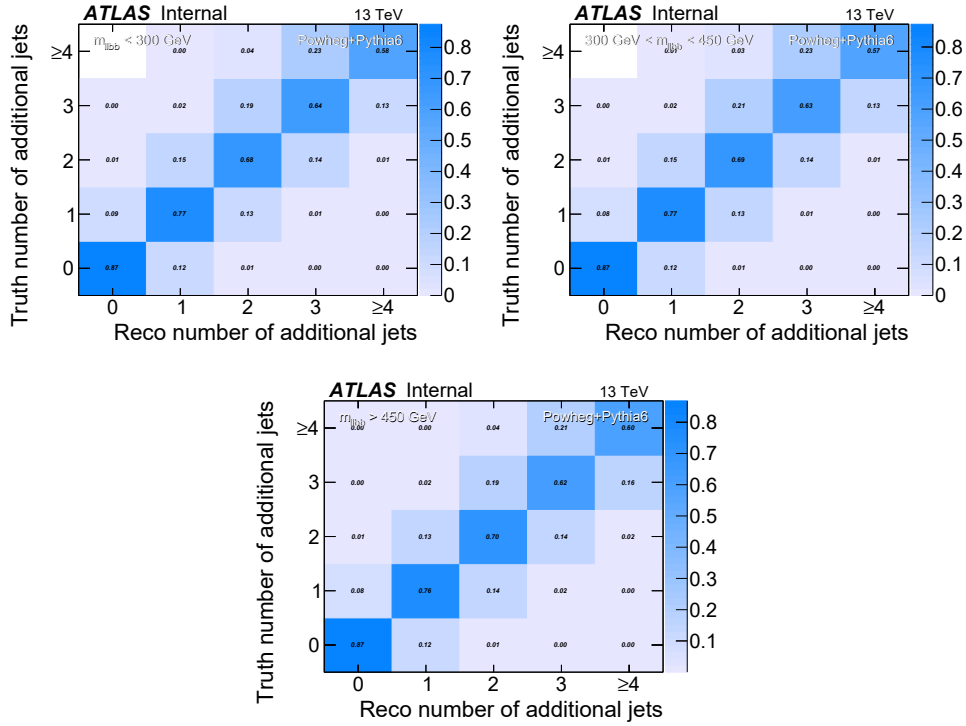 ATLAS Internal 13 TeV
m_llbb < 300 GeV Powheg+Pythia6
Truth number of additional jets
≥4 0.00 0.04 0.23 0.58
3 0.00 0.02 0.19 0.64 0.13
2 0.01 0.15 0.68 0.14 0.01
1 0.09 0.77 0.13 0.01 0.00
0 0.87 0.12 0.01 0.00 0.00
0 1 2 3 ≥4
Reco number of additional jets
0.8
0.7
0.6
0.5
0.4
0.3
0.2
0.1
0
ATLAS Internal 13 TeV
300 GeV < m_llbb < 450 GeV Powheg+Pythia6
Truth number of additional jets
≥4 0.01 0.03 0.23 0.57
3 0.00 0.02 0.21 0.63 0.13
2 0.01 0.15 0.69 0.14 0.01
1 0.08 0.77 0.13 0.01 0.00
0 0.87 0.12 0.01 0.00 0.00
0 1 2 3 ≥4
Reco number of additional jets
0.8
0.7
0.6
0.5
0.4
0.3
0.2
0.1
0
ATLAS Internal 13 TeV
m_llbb > 450 GeV Powheg+Pythia6
Truth number of additional jets
≥4 0.00 0.00 0.04 0.21 0.60
3 0.00 0.02 0.19 0.62 0.16
2 0.01 0.13 0.70 0.14 0.02
1 0.08 0.76 0.14 0.02 0.00
0 0.87 0.12 0.01 0.00 0.00
0 1 2 3 ≥4
Reco number of additional jets
0.8
0.7
0.6
0.5
0.4
0.3
0.2
0.1